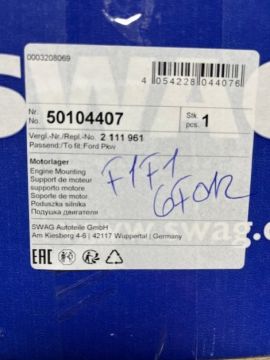 0003208069
4 054228 044076
Nr.
No. 50104407
Stk.
pcs. 1
Vergl.-Nr./Repl.-No. 2 111 961
Passend:/To fit: Ford Pkw
Motorlager
Engine Mounting
Support de moteur
supporto motore
Soporte de motor
Poduszka silnika
Подушка двигателя
F1F1
SWAG Autoteile GmbH
Am Kiesberg 4-6 | 42117 Wuppertal | Germany
EAC
SWAG
swag.